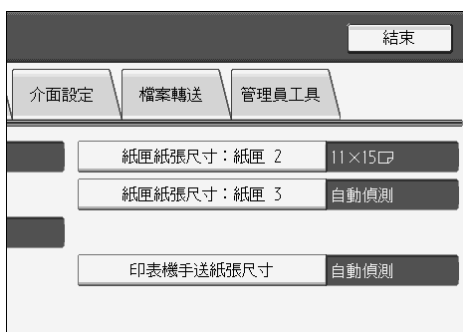 結束
介面設定 檔案轉送 管理員工具
紙匣紙張尺寸：紙匣 2 11×15
紙匣紙張尺寸：紙匣 3 自動偵測
印表機手送紙張尺寸 自動偵測